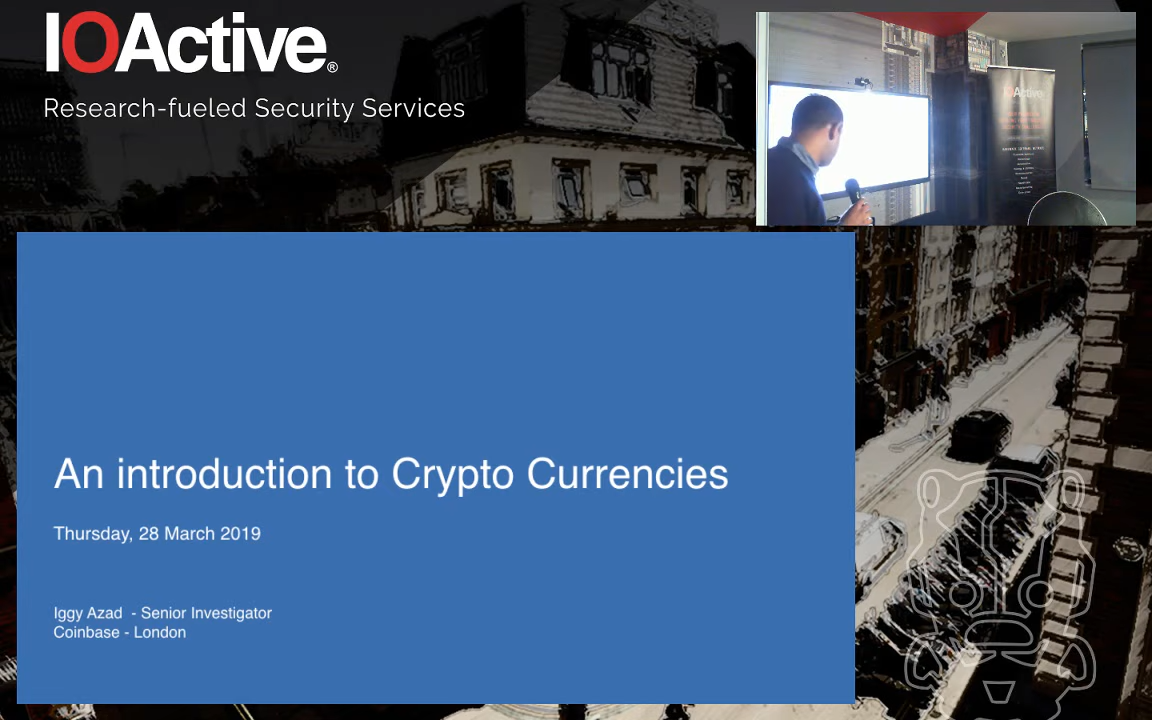 IOActive®
Research-fueled Security Services
IOActive
An introduction to Crypto Currencies
Thursday, 28 March 2019
Iggy Azad - Senior Investigator
Coinbase - London